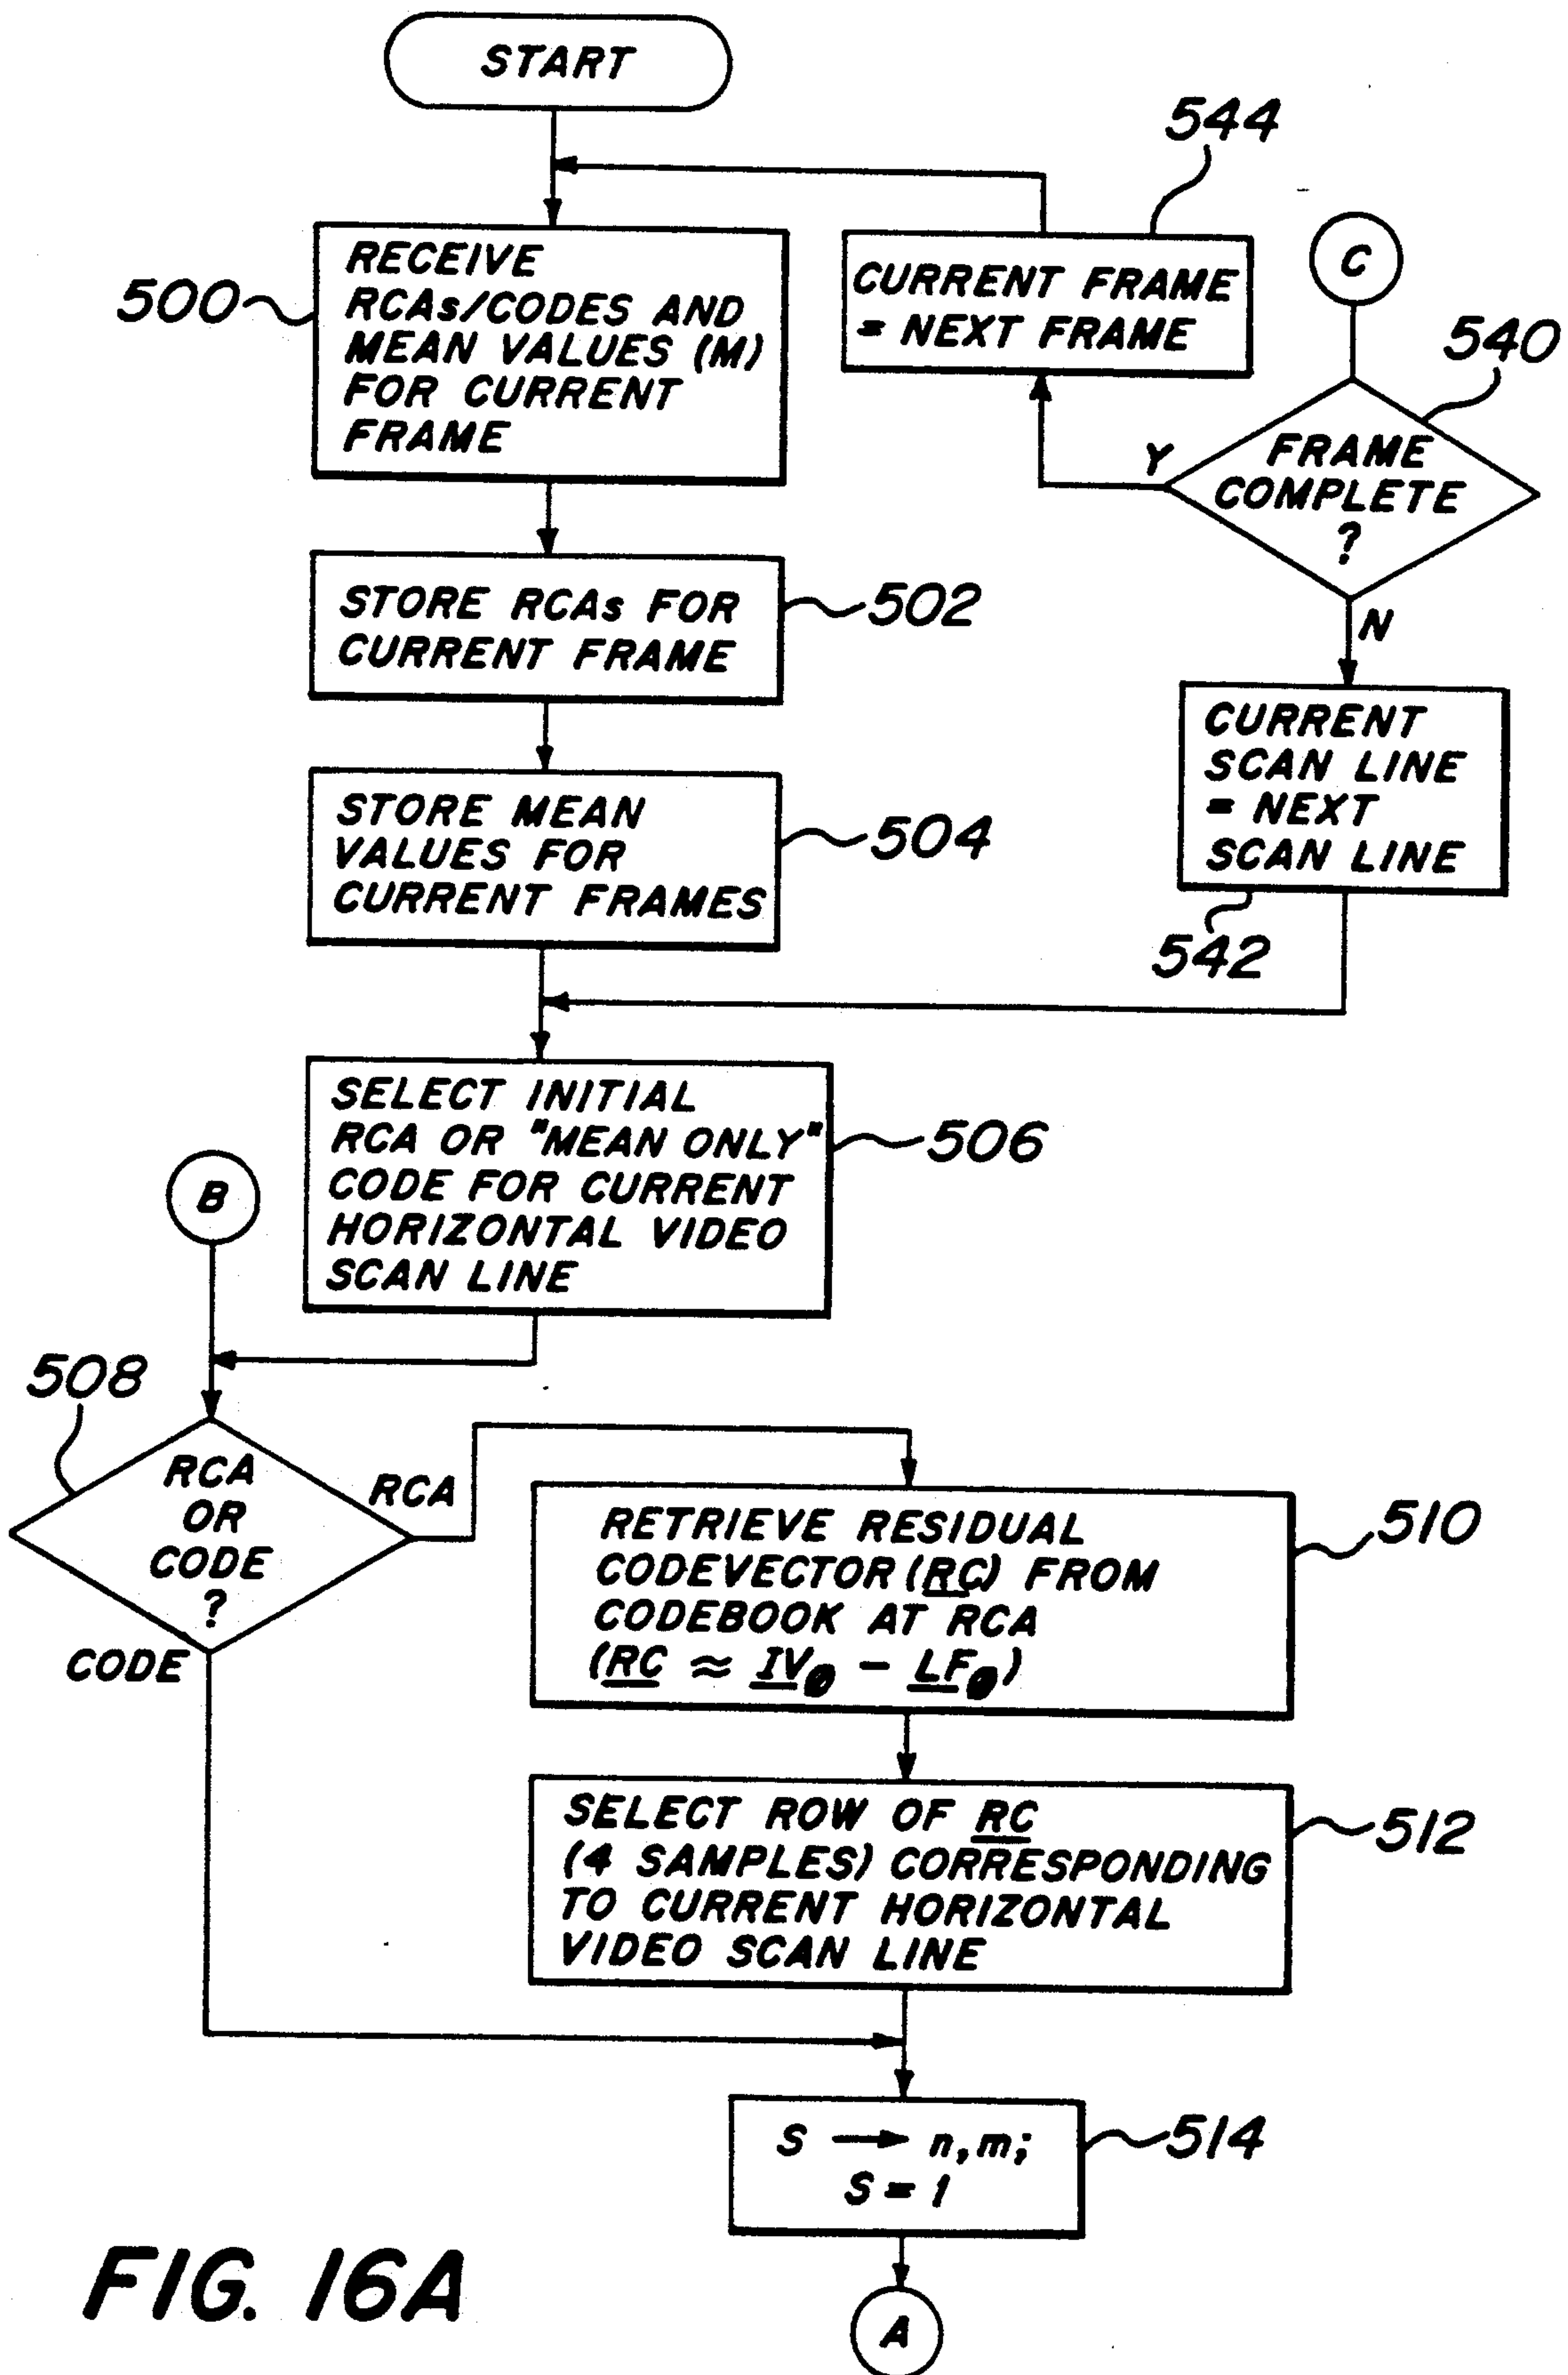 START
544
RECEIVE
RCAs/CODES AND
MEAN VALUES (M)
FOR CURRENT
FRAME
500
CURRENT FRAME
= NEXT FRAME
C
540
FRAME
COMPLETE
?
Y
N
STORE RCAs FOR
CURRENT FRAME
502
CURRENT
SCAN LINE
= NEXT
SCAN LINE
542
STORE MEAN
VALUES FOR
CURRENT FRAMES
504
SELECT INITIAL
RCA OR "MEAN ONLY"
CODE FOR CURRENT
HORIZONTAL VIDEO
SCAN LINE
506
B
508
RCA
OR
CODE
?
RCA
CODE
RETRIEVE RESIDUAL
CODEVECTOR (RC) FROM
CODEBOOK AT RCA
(RC ≈ IV0 − LF0)
510
SELECT ROW OF RC
(4 SAMPLES) CORRESPONDING
TO CURRENT HORIZONTAL
VIDEO SCAN LINE
512
S → n,m;
S = 1
514
A
FIG. 16A